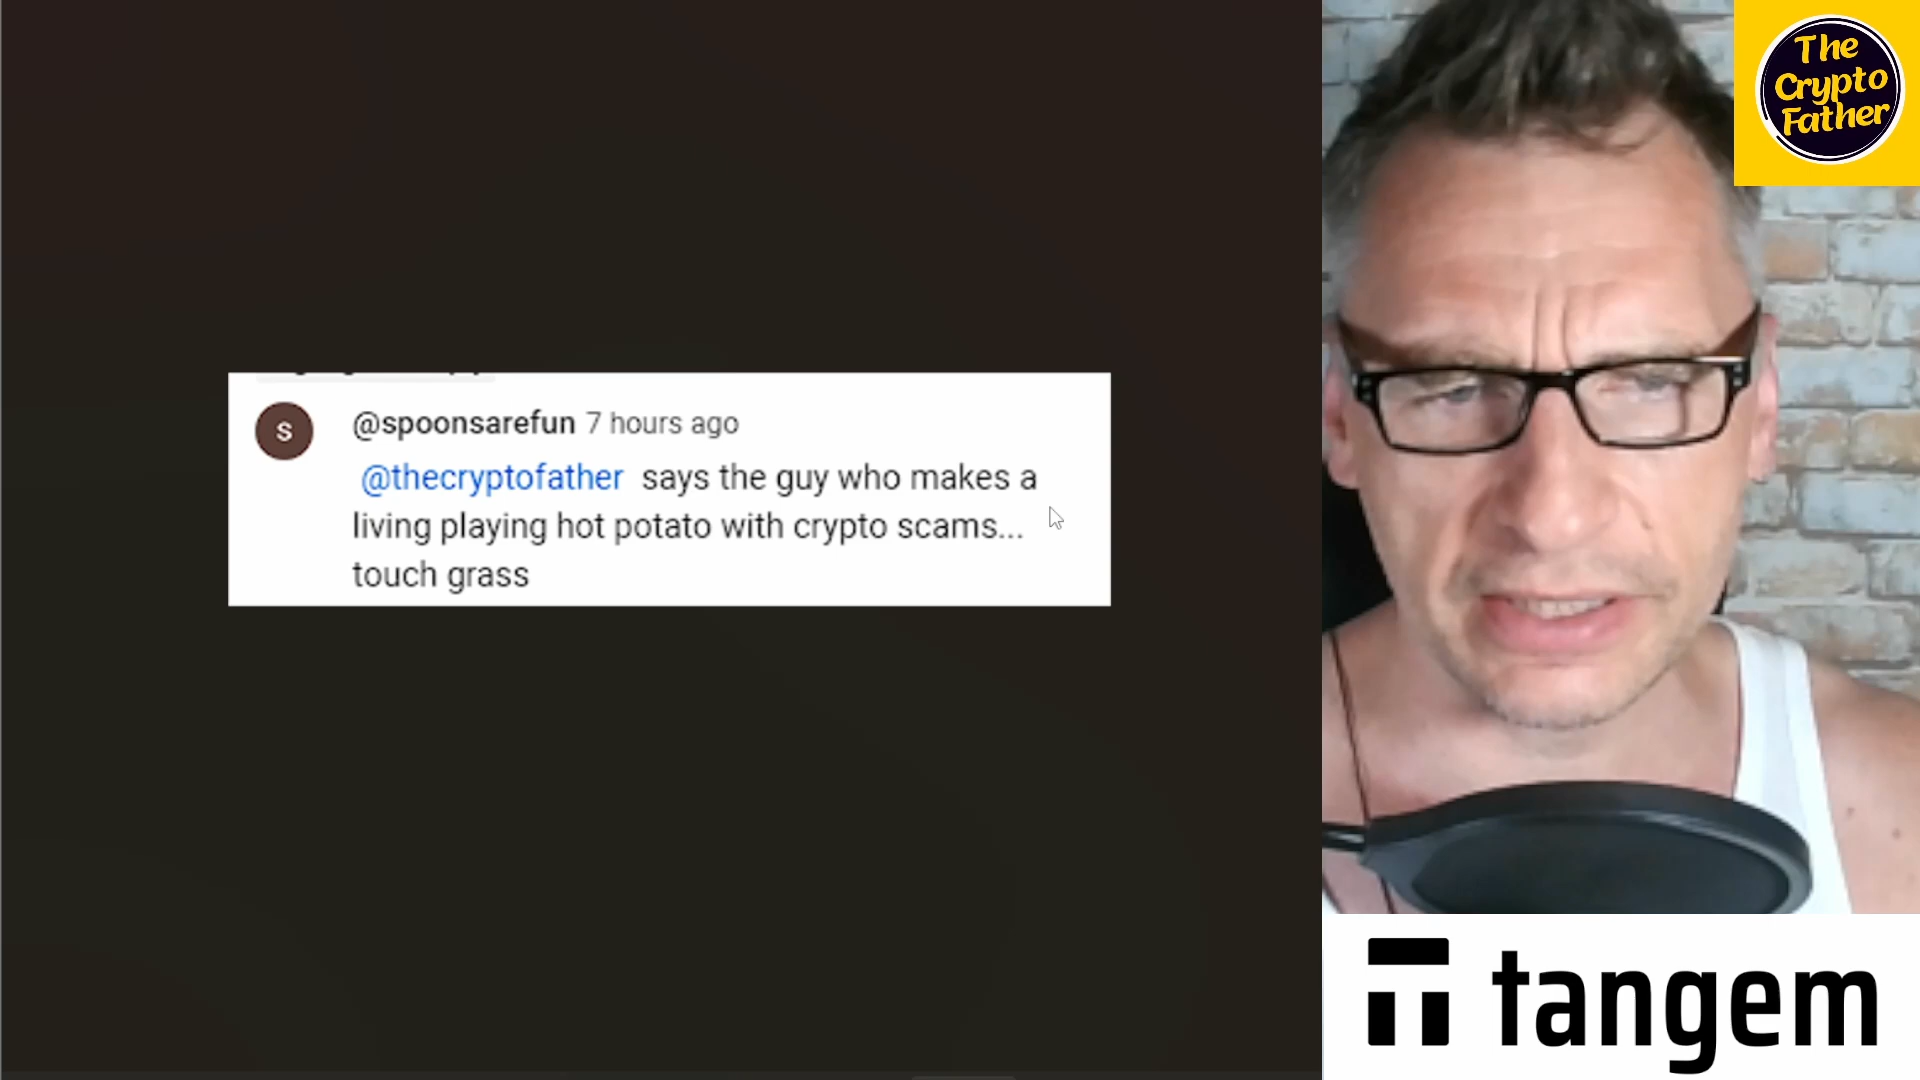 The
Crypto
Father
S
@spoonsarefun 7 hours ago
@thecryptofather says the guy who makes a
living playing hot potato with crypto scams...
touch grass
tangem